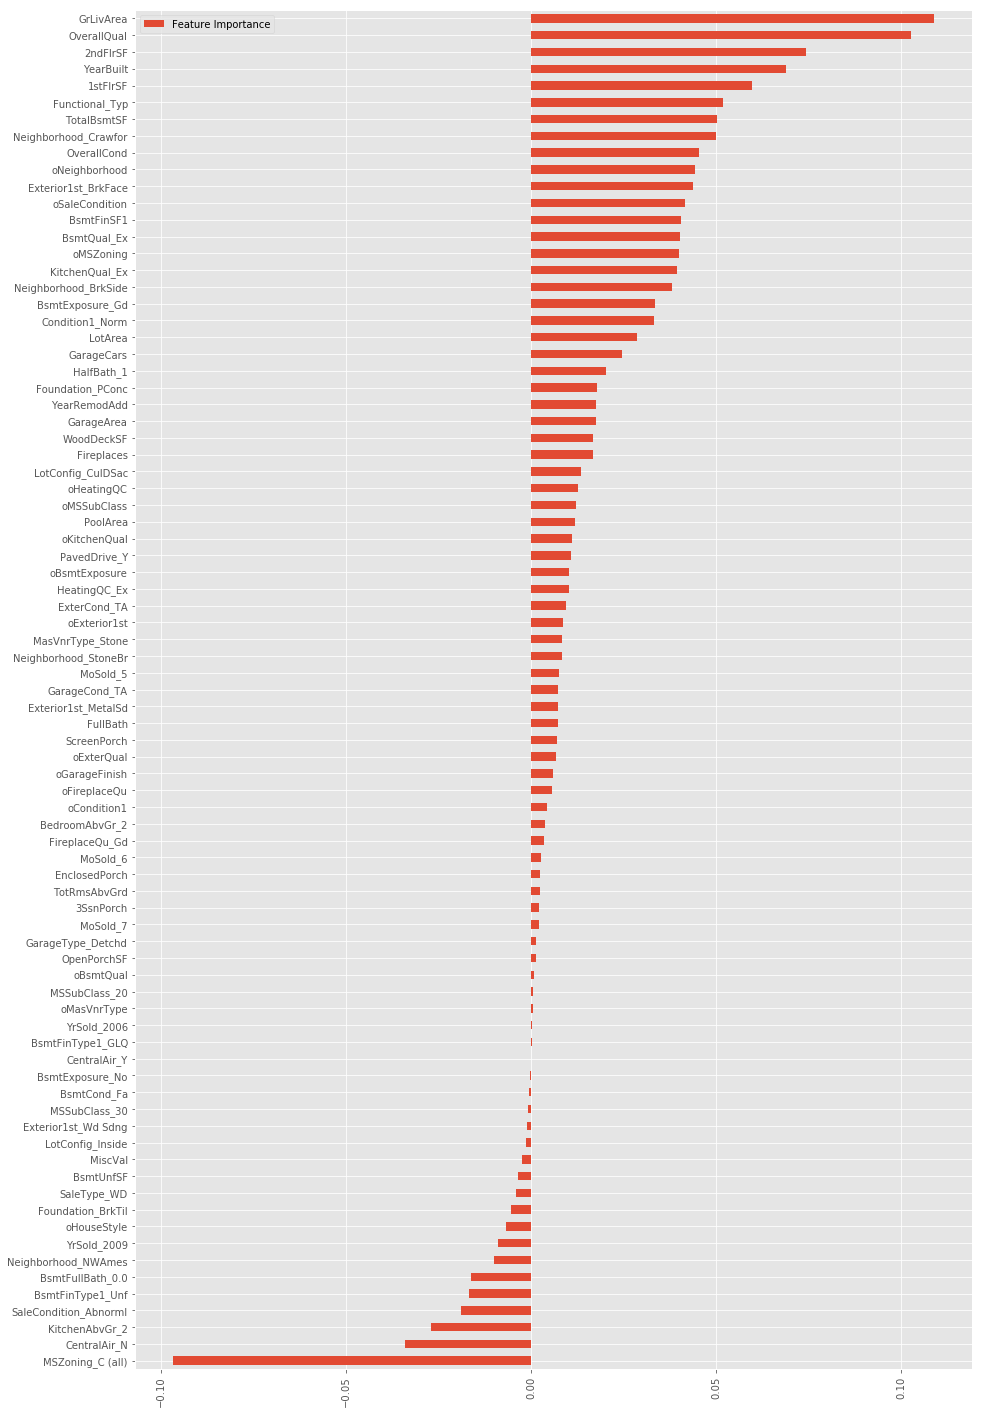 Feature Importance
GrLivArea
OverallQual
2ndFlrSF
YearBuilt
1stFlrSF
Functional_Typ
TotalBsmtSF
Neighborhood_Crawfor
OverallCond
oNeighborhood
Exterior1st_BrkFace
oSaleCondition
BsmtFinSF1
BsmtQual_Ex
oMSZoning
KitchenQual_Ex
Neighborhood_BrkSide
BsmtExposure_Gd
Condition1_Norm
LotArea
GarageCars
HalfBath_1
Foundation_PConc
YearRemodAdd
GarageArea
WoodDeckSF
Fireplaces
LotConfig_CulDSac
oHeatingQC
oMSSubClass
PoolArea
oKitchenQual
PavedDrive_Y
oBsmtExposure
HeatingQC_Ex
ExterCond_TA
oExterior1st
MasVnrType_Stone
Neighborhood_StoneBr
MoSold_5
GarageCond_TA
Exterior1st_MetalSd
FullBath
ScreenPorch
oExterQual
oGarageFinish
oFireplaceQu
oCondition1
BedroomAbvGr_2
FireplaceQu_Gd
MoSold_6
EnclosedPorch
TotRmsAbvGrd
3SsnPorch
MoSold_7
GarageType_Detchd
OpenPorchSF
oBsmtQual
MSSubClass_20
oMasVnrType
YrSold_2006
BsmtFinType1_GLQ
CentralAir_Y
BsmtExposure_No
BsmtCond_Fa
MSSubClass_30
Exterior1st_Wd Sdng
LotConfig_Inside
MiscVal
BsmtUnfSF
SaleType_WD
Foundation_BrkTil
oHouseStyle
YrSold_2009
Neighborhood_NWAmes
BsmtFullBath_0.0
BsmtFinType1_Unf
SaleCondition_Abnorml
KitchenAbvGr_2
CentralAir_N
MSZoning_C (all)
−0.10
−0.05
0.00
0.05
0.10